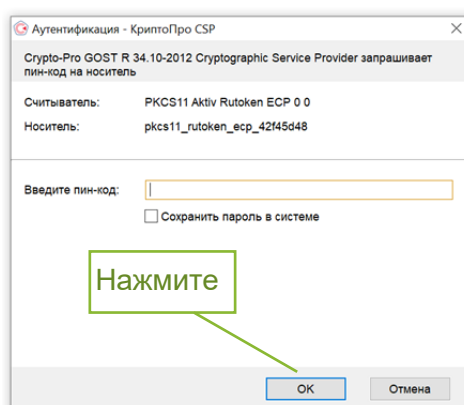 Аутентификация - КриптоПро CSP
Crypto-Pro GOST R 34.10-2012 Cryptographic Service Provider запрашивает
пин-код на носитель
Считыватель: PKCS11 Aktiv Rutoken ECP 0 0
Носитель: pkcs11_rutoken_ecp_42f45d48
Введите пин-код:
Сохранить пароль в системе
Нажмите
OK Отмена